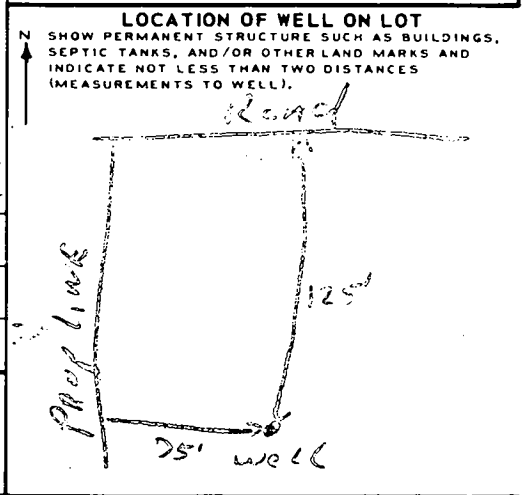 LOCATION OF WELL ON LOT
N SHOW PERMANENT STRUCTURE SUCH AS BUILDINGS,
SEPTIC TANKS, AND/OR OTHER LAND MARKS AND
INDICATE NOT LESS THAN TWO DISTANCES
(MEASUREMENTS TO WELL).
Road
Prop line
125'
75' well